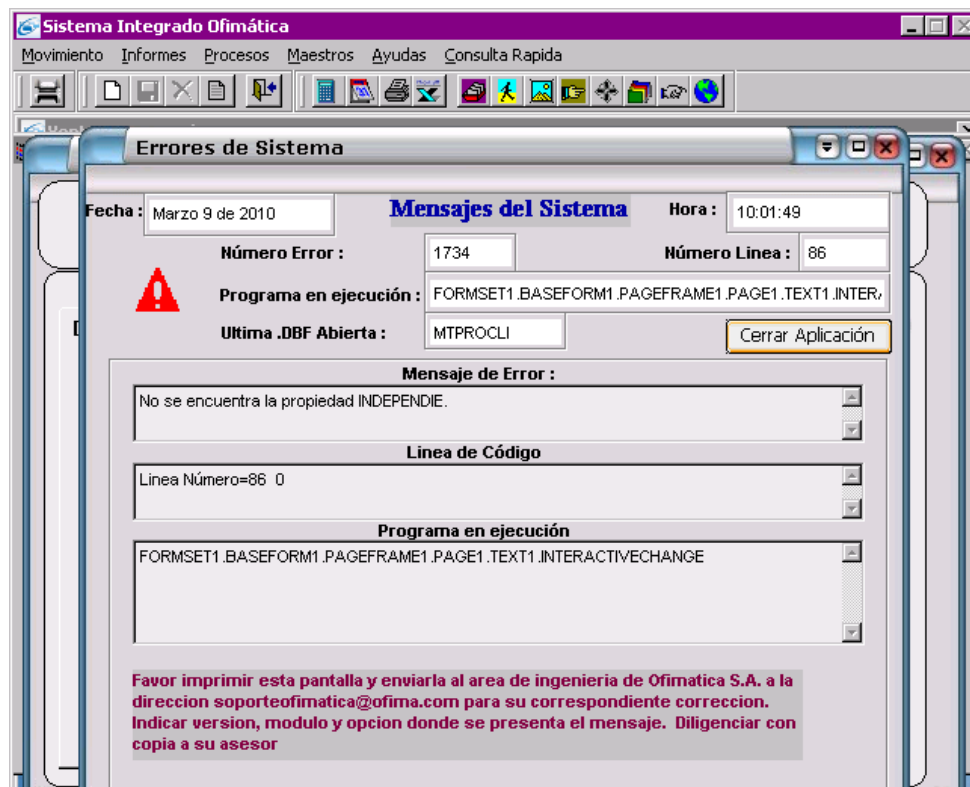 Sistema Integrado Ofimática
Movimiento Informes Procesos Maestros Ayudas Consulta Rapida
Errores de Sistema
Fecha : Marzo 9 de 2010 Mensajes del Sistema Hora : 10:01:49
Número Error : 1734 Número Linea : 86
Programa en ejecución : FORMSET1.BASEFORM1.PAGEFRAME1.PAGE1.TEXT1.INTER
Ultima .DBF Abierta : MTPROCLI Cerrar Aplicación
Mensaje de Error :
No se encuentra la propiedad INDEPENDIE.
Linea de Código
Linea Número=86 0
Programa en ejecución
FORMSET1.BASEFORM1.PAGEFRAME1.PAGE1.TEXT1.INTERACTIVECHANGE
Favor imprimir esta pantalla y enviarla al area de ingenieria de Ofimatica S.A. a la
direccion soporteofimatica@ofima.com para su correspondiente correccion.
Indicar version, modulo y opcion donde se presenta el mensaje. Diligenciar con
copia a su asesor